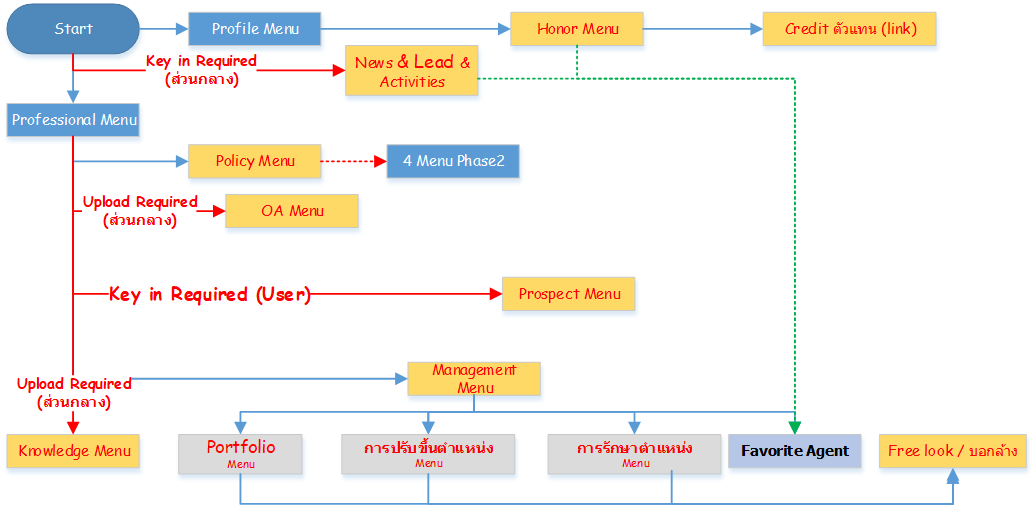 Start
Profile Menu
Honor Menu
Credit ตัวแทน (link)
Key in Required
(ส่วนกลาง)
News & Lead &
Activities
Professional Menu
Policy Menu
4 Menu Phase2
Upload Required
(ส่วนกลาง)
OA Menu
Key in Required (User)
Prospect Menu
Upload Required
(ส่วนกลาง)
Management
Menu
Knowledge Menu
Portfolio
Menu
การปรับขึ้นตำแหน่ง
Menu
การรักษาตำแหน่ง
Menu
Favorite Agent
Free look / บอกล้าง